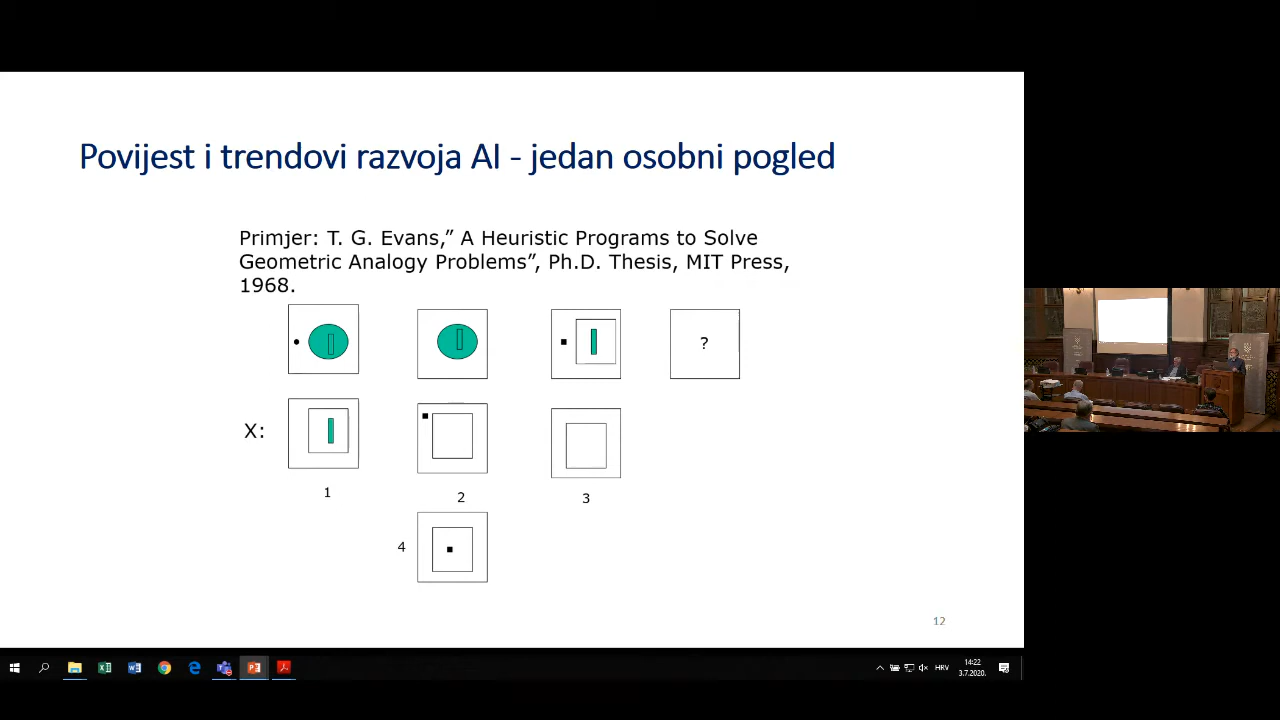 Povijest i trendovi razvoja AI - jedan osobni pogled
Primjer: T. G. Evans,” A Heuristic Programs to Solve
Geometric Analogy Problems”, Ph.D. Thesis, MIT Press,
1968.
?
X:
1
2
3
4
12
HRV
14:22
3.7.2020.